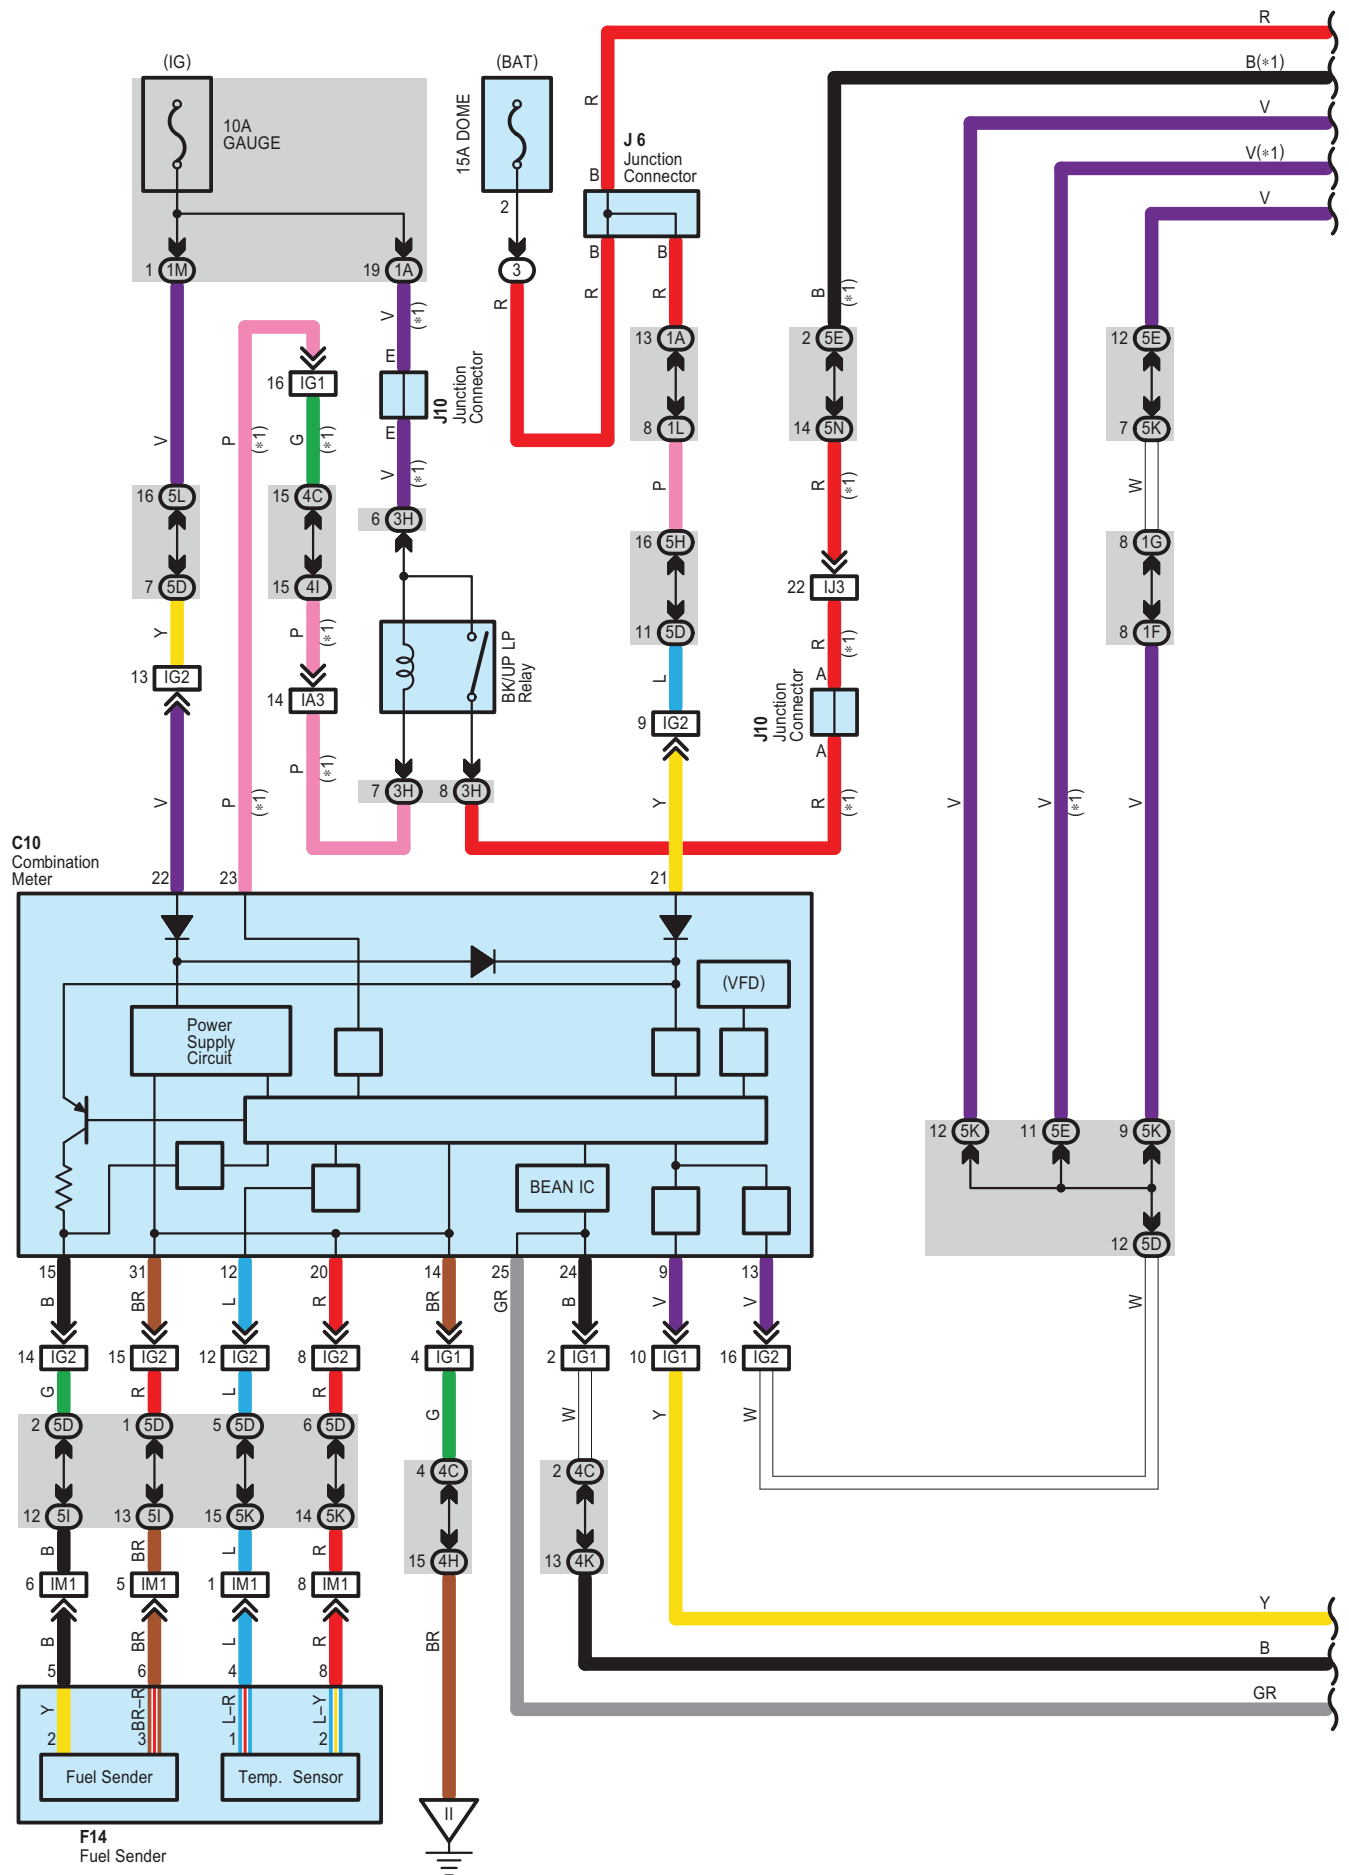 R
(IG)
(BAT)
B(*1)
10A
GAUGE
15A DOME
R
V
J 6
Junction
Connector
V(*1)
B
V
2
B
B
1 1M
19 1A
3
R
R
R
B
(*1)
V
(*1)
13 1A
2 5E
12 5E
E
J10
Junction
Connector
16 IG1
E
8 1L
14 5N
7 5K
V
P
(*1)
G
(*1)
V
(*1)
P
R
(*1)
W
16 5L
15 4C
6 3H
16 5H
8 1G
7 5D
15 4I
22 IJ3
Y
P
(*1)
BK/UP LP
Relay
11 5D
8 1F
R
(*1)
13 IG2
14 IA3
L
A
J10
Junction
Connector
9 IG2
A
P
(*1)
7 3H
8 3H
V
P
(*1)
Y
R
(*1)
V
V
(*1)
V
C10
Combination
Meter
22
23
21
(VFD)
Power
Supply
Circuit
12 5K
11 5E
9 5K
BEAN IC
12 5D
15
31
12
20
14
25
24
9
13
B
BR
L
R
BR
GR
B
V
V
W
14 IG2
15 IG2
12 IG2
8 IG2
4 IG1
2 IG1
10 IG1
16 IG2
G
R
L
R
G
W
Y
W
2 5D
1 5D
5 5D
6 5D
4 4C
2 4C
12 5I
13 5I
15 5K
14 5K
15 4H
13 4K
B
BR
L
R
6 IM1
5 IM1
1 IM1
8 IM1
Y
B
BR
L
R
BR
B
5
6
4
8
GR
Y
BR–R
L–R
L–Y
2
3
1
2
Fuel Sender
Temp. Sensor
II
F14
Fuel Sender